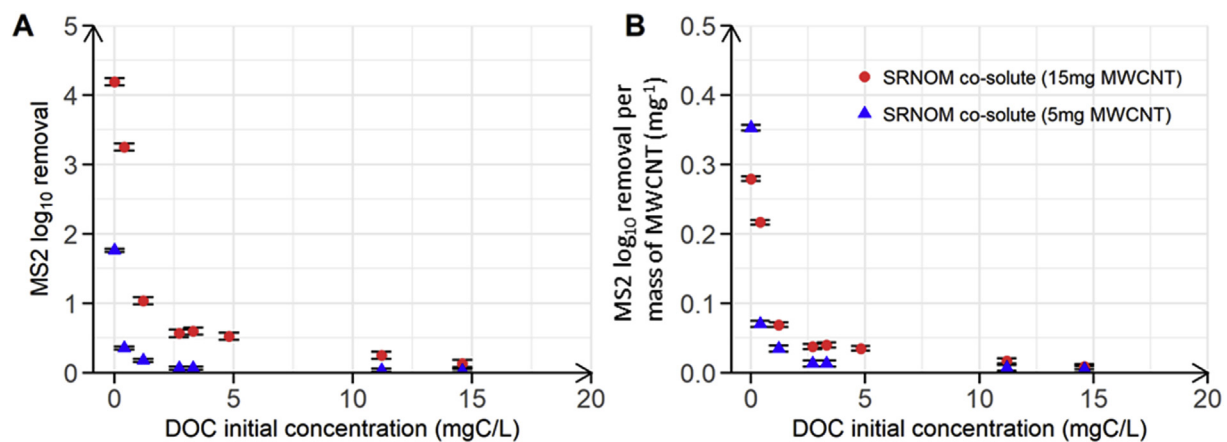 A
MS2 log10 removal
5
4
3
2
1
0
0 5 10 15 20
DOC initial concentration (mgC/L)
B
MS2 log10 removal per
mass of MWCNT (mg-1)
0.5
0.4
0.3
0.2
0.1
0.0
SRNOM co-solute (15mg MWCNT)
SRNOM co-solute (5mg MWCNT)
0 5 10 15 20
DOC initial concentration (mgC/L)